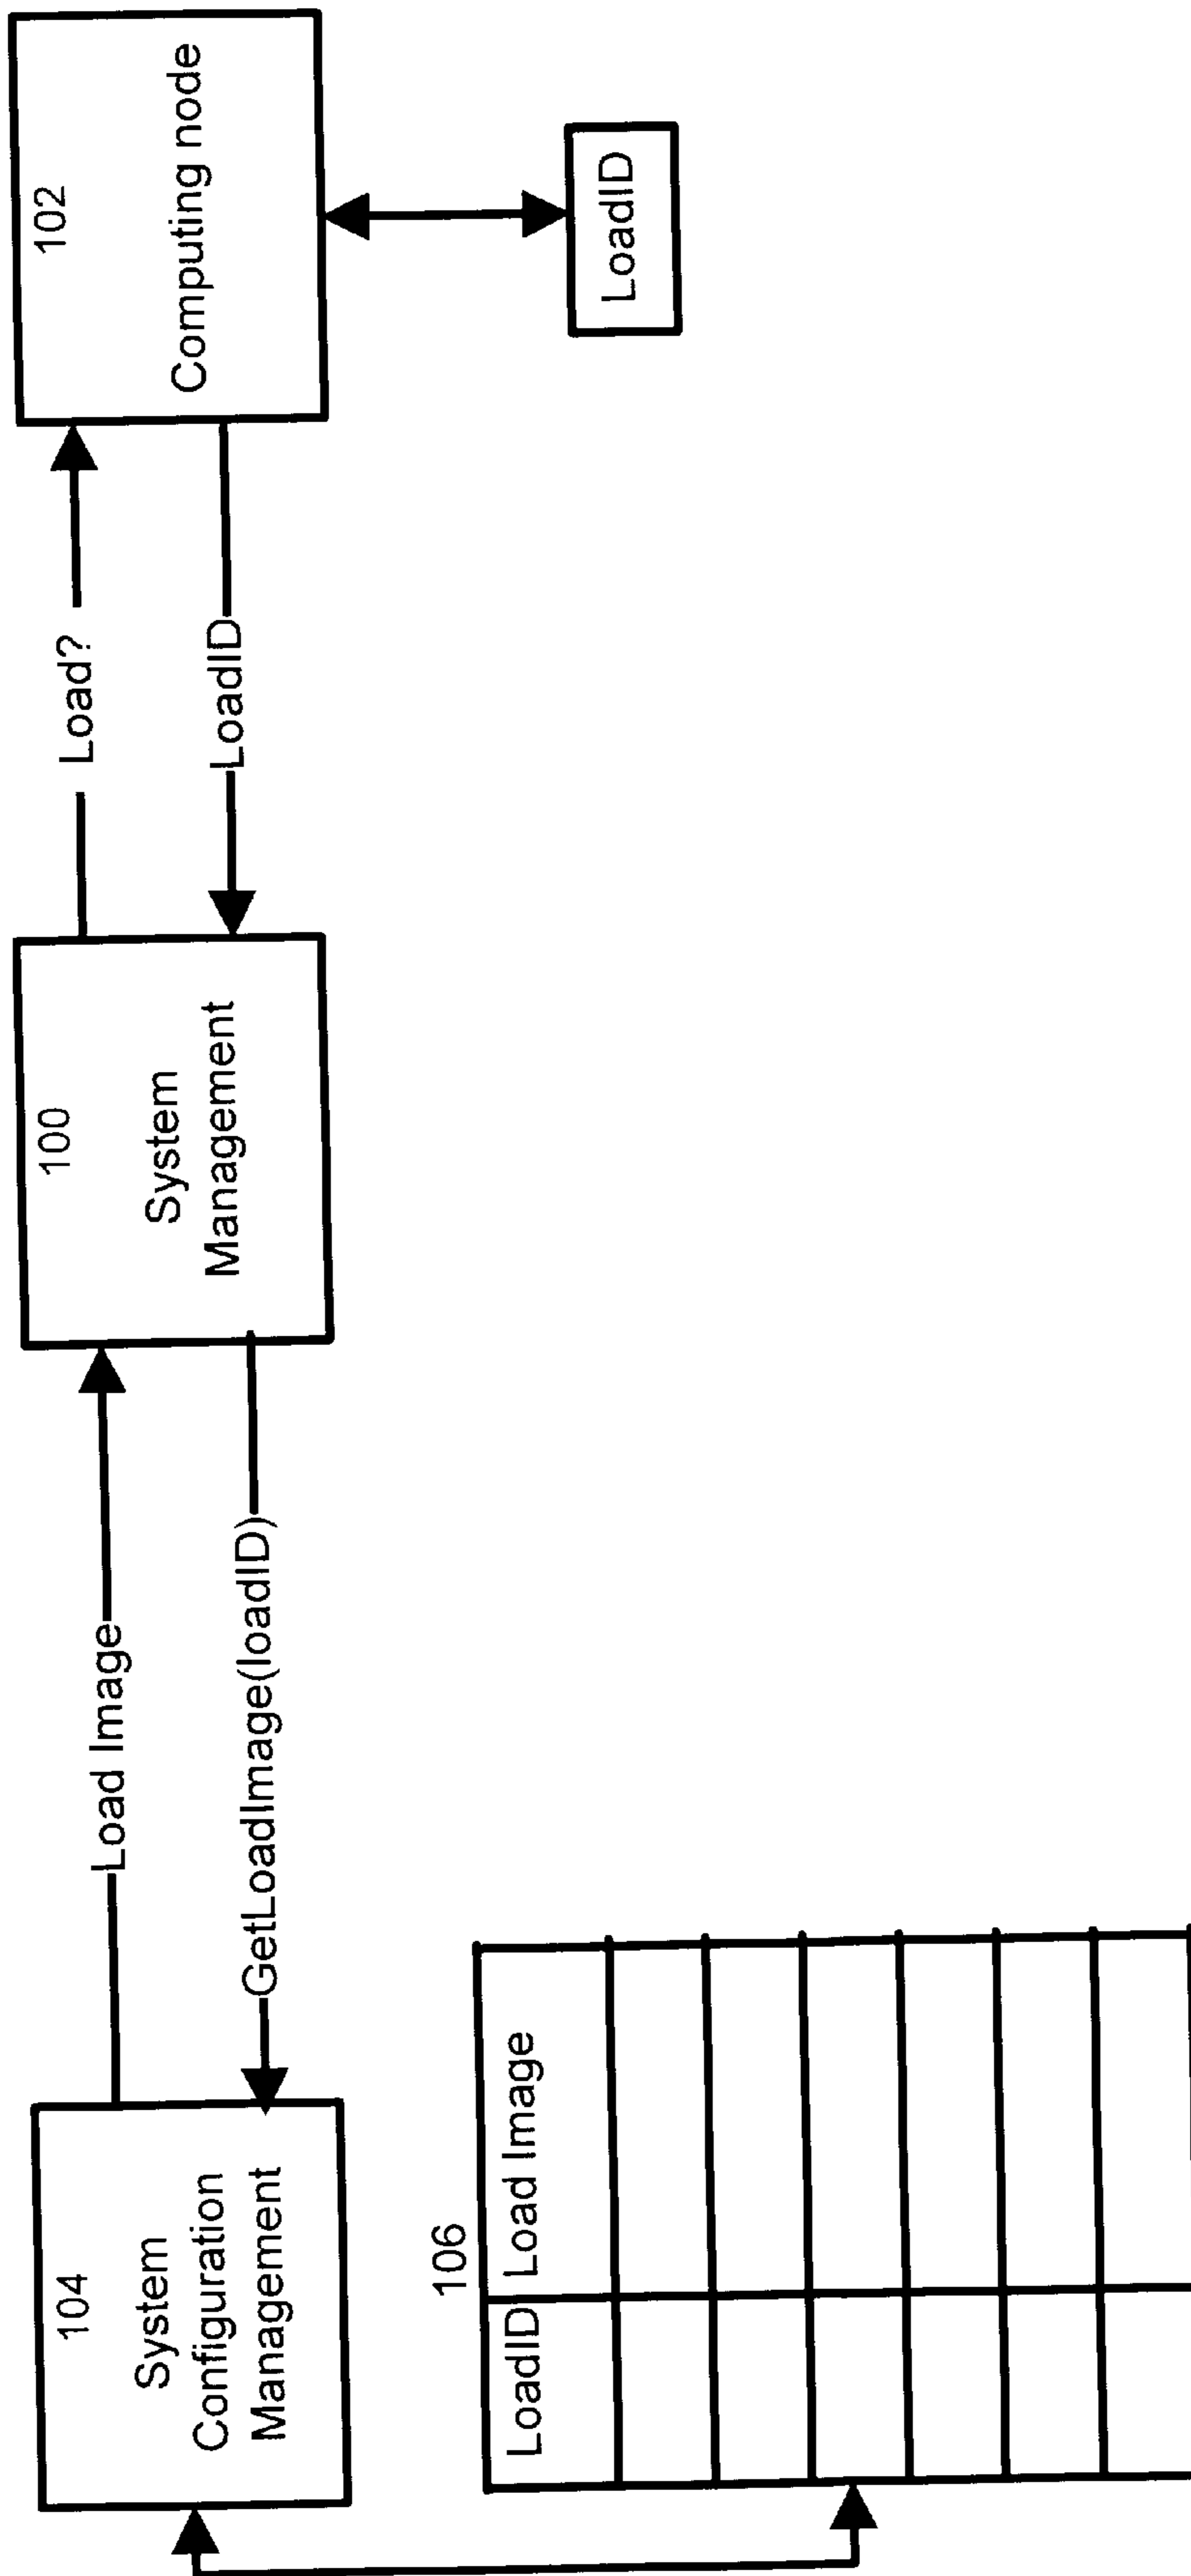 104
System
Configuration
Management
Load Image
GetLoadImage(loadID)
100
System
Management
Load?
LoadID
102
Computing node
LoadID
106
LoadID Load Image